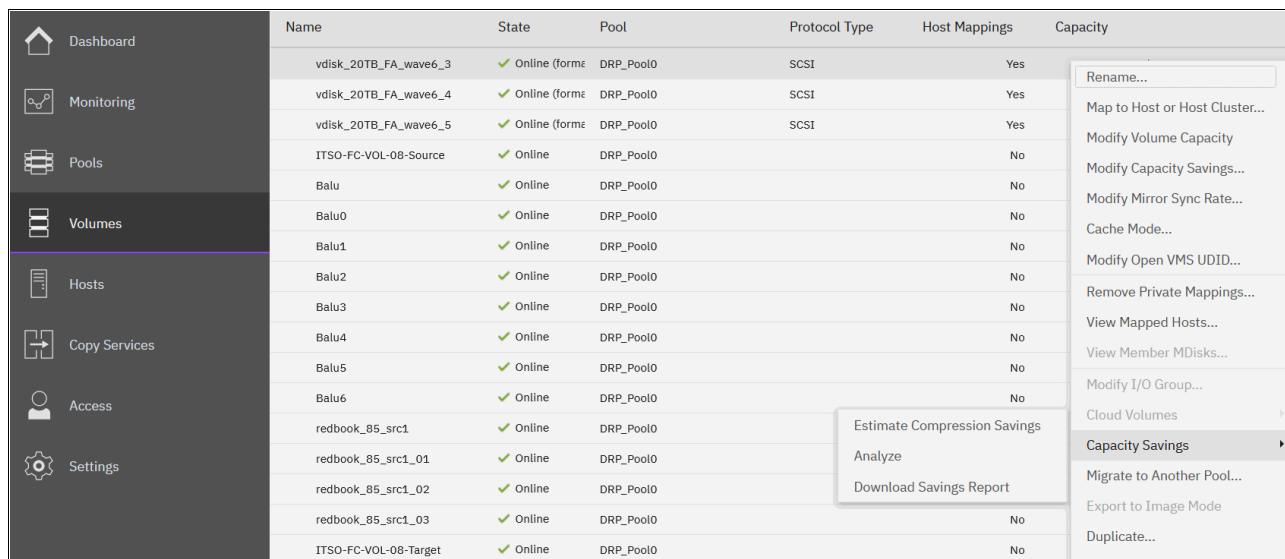 Dashboard
Monitoring
Pools
Volumes
Hosts
Copy Services
Access
Settings
Name State Pool Protocol Type Host Mappings Capacity
vdisk_20TB_FA_wave6_3 Online (forma DRP_Pool0 SCSI Yes
vdisk_20TB_FA_wave6_4 Online (forma DRP_Pool0 SCSI Yes
vdisk_20TB_FA_wave6_5 Online (forma DRP_Pool0 SCSI Yes
ITSO-FC-VOL-08-Source Online DRP_Pool0 No
Balu Online DRP_Pool0 No
Balu0 Online DRP_Pool0 No
Balu1 Online DRP_Pool0 No
Balu2 Online DRP_Pool0 No
Balu3 Online DRP_Pool0 No
Balu4 Online DRP_Pool0 No
Balu5 Online DRP_Pool0 No
Balu6 Online DRP_Pool0 No
redbook_85_src1 Online DRP_Pool0
redbook_85_src1_01 Online DRP_Pool0
redbook_85_src1_02 Online DRP_Pool0
redbook_85_src1_03 Online DRP_Pool0 No
ITSO-FC-VOL-08-Target Online DRP_Pool0 No
Rename...
Map to Host or Host Cluster...
Modify Volume Capacity
Modify Capacity Savings...
Modify Mirror Sync Rate...
Cache Mode...
Modify Open VMS UDID...
Remove Private Mappings...
View Mapped Hosts...
View Member MDisks...
Modify I/O Group...
Cloud Volumes
Capacity Savings
Migrate to Another Pool...
Export to Image Mode
Duplicate...
Estimate Compression Savings
Analyze
Download Savings Report